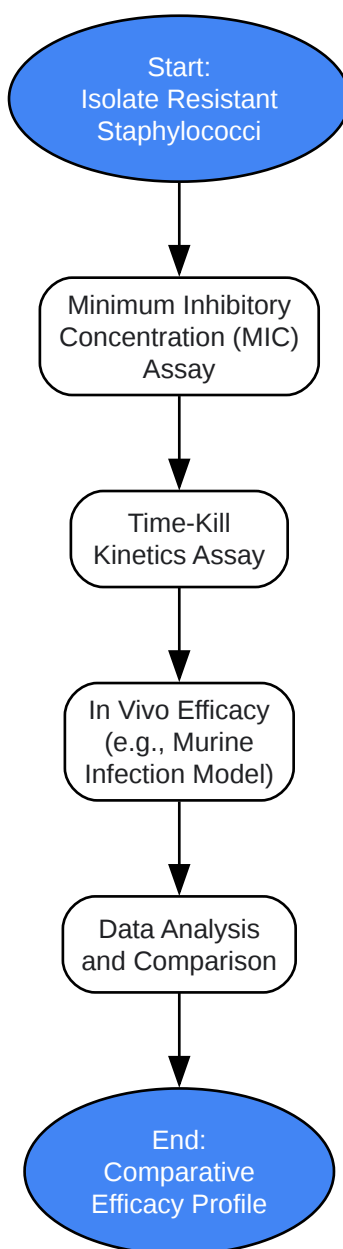 Start:
Isolate Resistant
Staphylococci
Minimum Inhibitory
Concentration (MIC)
Assay
Time-Kill
Kinetics Assay
In Vivo Efficacy
(e.g., Murine
Infection Model)
Data Analysis
and Comparison
End:
Comparative
Efficacy Profile